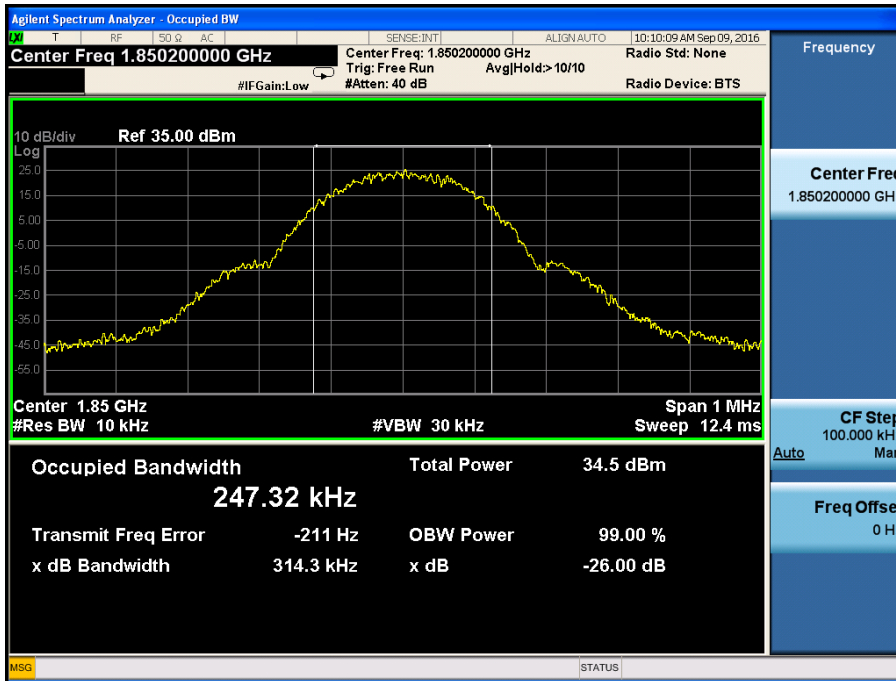 Agilent Spectrum Analyzer - Occupied BW
LXI T RF 50 Ω AC SENSE:INT ALIGN AUTO 10:10:09 AM Sep 09, 2016
Center Freq 1.850200000 GHz
Center Freq: 1.850200000 GHz Radio Std: None
Trig: Free Run Avg|Hold:>10/10
#IFGain:Low #Atten: 40 dB Radio Device: BTS
10 dB/div Ref 35.00 dBm
Log
25.0
15.0
5.00
-5.00
-15.0
-25.0
-35.0
-45.0
-55.0
Center 1.85 GHz Span 1 MHz
#Res BW 10 kHz #VBW 30 kHz Sweep 12.4 ms
Occupied Bandwidth Total Power 34.5 dBm
247.32 kHz
Transmit Freq Error -211 Hz OBW Power 99.00 %
x dB Bandwidth 314.3 kHz x dB -26.00 dB
MSG STATUS
Frequency
Center Fre
1.850200000 GH
CF Step
100.000 kH
Auto Ma
Freq Offse
0 H